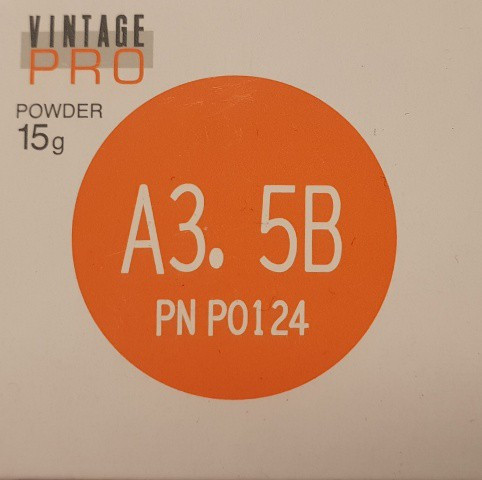 VINTAGE
PRO
POWDER
15g
A3. 5B
PN P0124